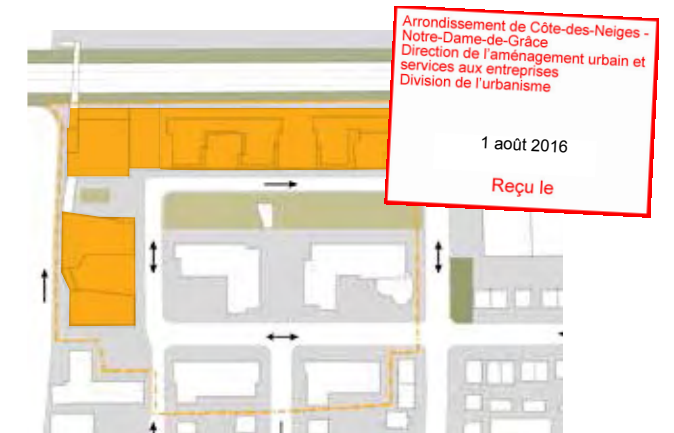 Arrondissement de Côte-des-Neiges -
Notre-Dame-de-Grâce
Direction de l'aménagement urbain et
services aux entreprises
Division de l'urbanisme
1 août 2016
Reçu le